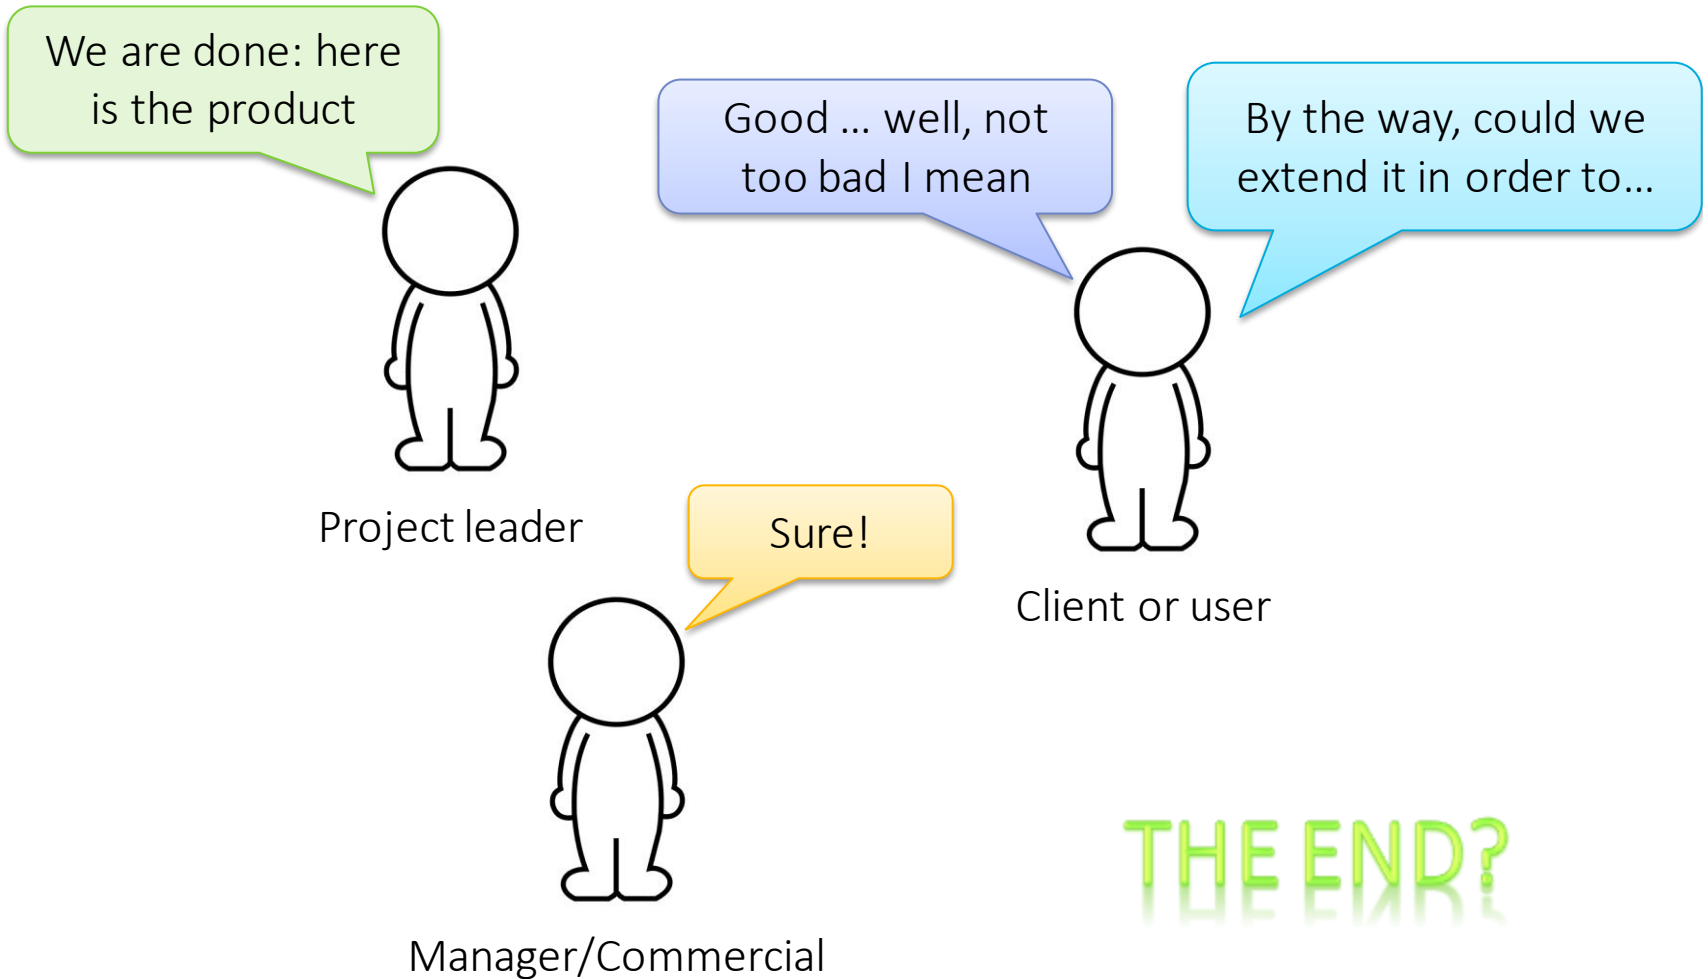 We are done: here
is the product
Good ... well, not
too bad I mean
By the way, could we
extend it in order to...
Project leader
Sure!
Client or user
THE END?
Manager/Commercial